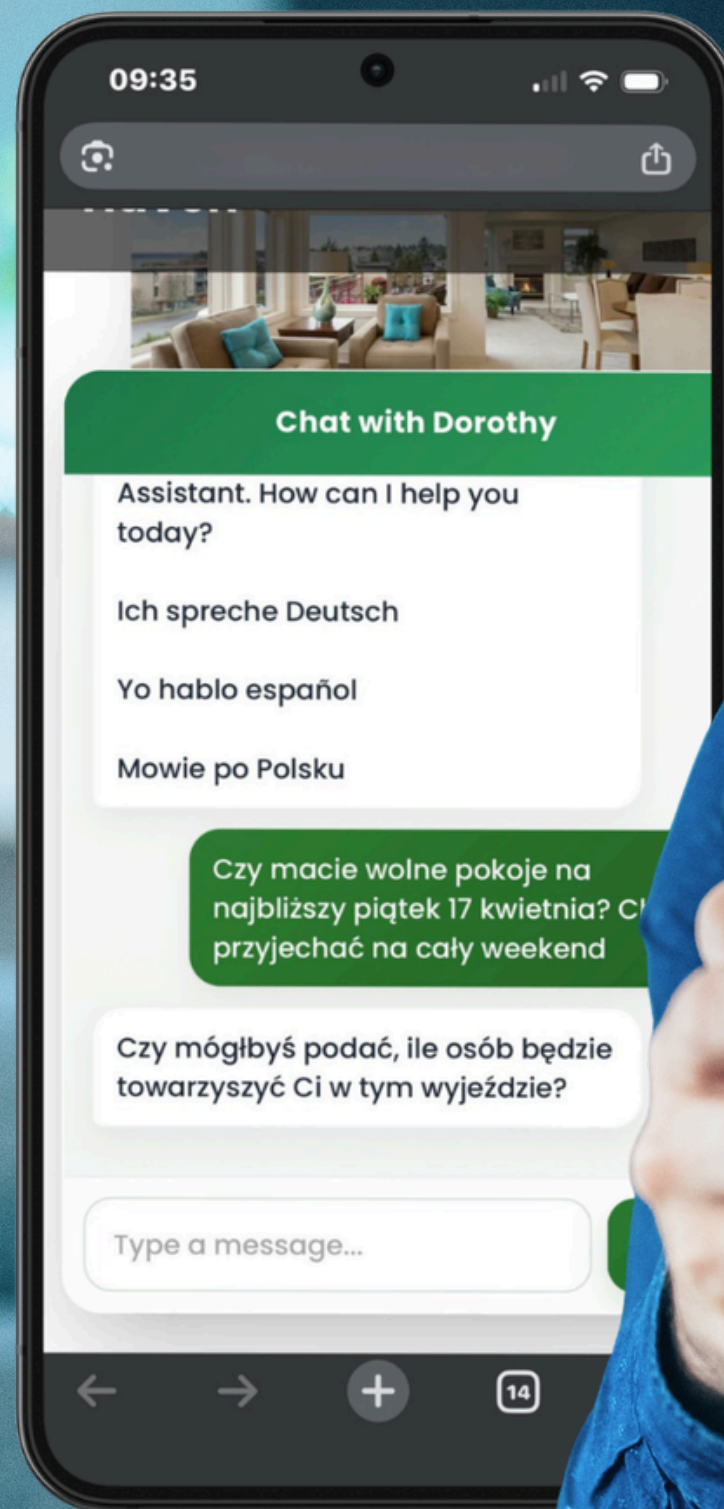 09:35
Chat with Dorothy
Assistant. How can I help you
today?
Ich spreche Deutsch
Yo hablo español
Mowie po Polsku
Czy macie wolne pokoje na
najbliższy piątek 17 kwietnia?
przyjechać na cały weekend
Czy mógłbyś podać, ile osób będzie
towarzyszyć Ci w tym wyjeździe?
Type a message...
14